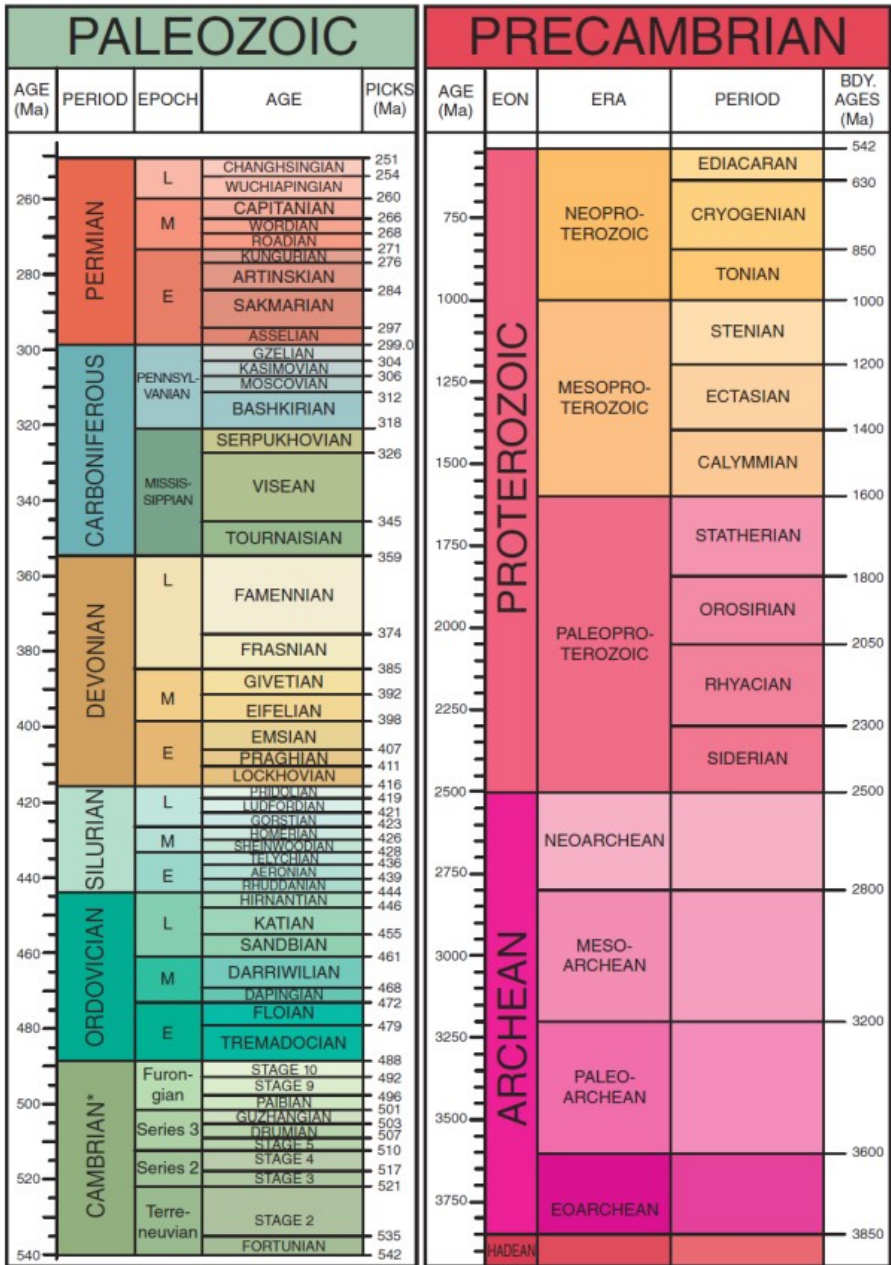 PALEOZOIC
AGE
(Ma)
PERIOD
EPOCH
AGE
PICKS
(Ma)
260
280
300
320
340
360
380
400
420
440
460
480
500
520
540
PERMIAN
CARBONIFEROUS
DEVONIAN
SILURIAN
ORDOVICIAN
CAMBRIAN*
L
M
E
PENNSYL-
VANIAN
MISSIS-
SIPPIAN
L
M
E
L
M
E
L
M
E
Furon-
gian
Series 3
Series 2
Terre-
neuvian
CHANGHSINGIAN
WUCHIAPINGIAN
CAPITANIAN
WORDIAN
ROADIAN
KUNGURIAN
ARTINSKIAN
SAKMARIAN
ASSELIAN
GZELIAN
KASIMOVIAN
MOSCOVIAN
BASHKIRIAN
SERPUKHOVIAN
VISEAN
TOURNAISIAN
FAMENNIAN
FRASNIAN
GIVETIAN
EIFELIAN
EMSIAN
PRAGHIAN
LOCKHOVIAN
PRIDOLIAN
LUDFORDIAN
GORSTIAN
HOMERIAN
SHEINWOODIAN
TELYCHIAN
AERONIAN
RHUDDANIAN
HIRNANTIAN
KATIAN
SANDBIAN
DARRIWILIAN
DAPINGIAN
FLOIAN
TREMADOCIAN
STAGE 10
STAGE 9
PAIBIAN
GUZHANGIAN
DRUMIAN
STAGE 5
STAGE 4
STAGE 3
STAGE 2
FORTUNIAN
251
254
260
266
268
271
276
284
297
299.0
304
306
312
318
326
345
359
374
385
392
398
407
411
416
419
421
423
426
428
436
439
444
446
455
461
468
472
479
488
492
496
501
503
507
510
517
521
535
542
PRECAMBRIAN
AGE
(Ma)
EON
ERA
PERIOD
BDY.
AGES
(Ma)
750
1000
1250
1500
1750
2000
2250
2500
2750
3000
3250
3500
3750
PROTEROZOIC
ARCHEAN
HADEAN
NEOPRO-
TEROZOIC
MESOPRO-
TEROZOIC
PALEOPRO-
TEROZOIC
NEOARCHEAN
MESO-
ARCHEAN
PALEO-
ARCHEAN
EOARCHEAN
EDIACARAN
CRYOGENIAN
TONIAN
STENIAN
ECTASIAN
CALYMMIAN
STATHERIAN
OROSIRIAN
RHYACIAN
SIDERIAN
542
630
850
1000
1200
1400
1600
1800
2050
2300
2500
2800
3200
3600
3850